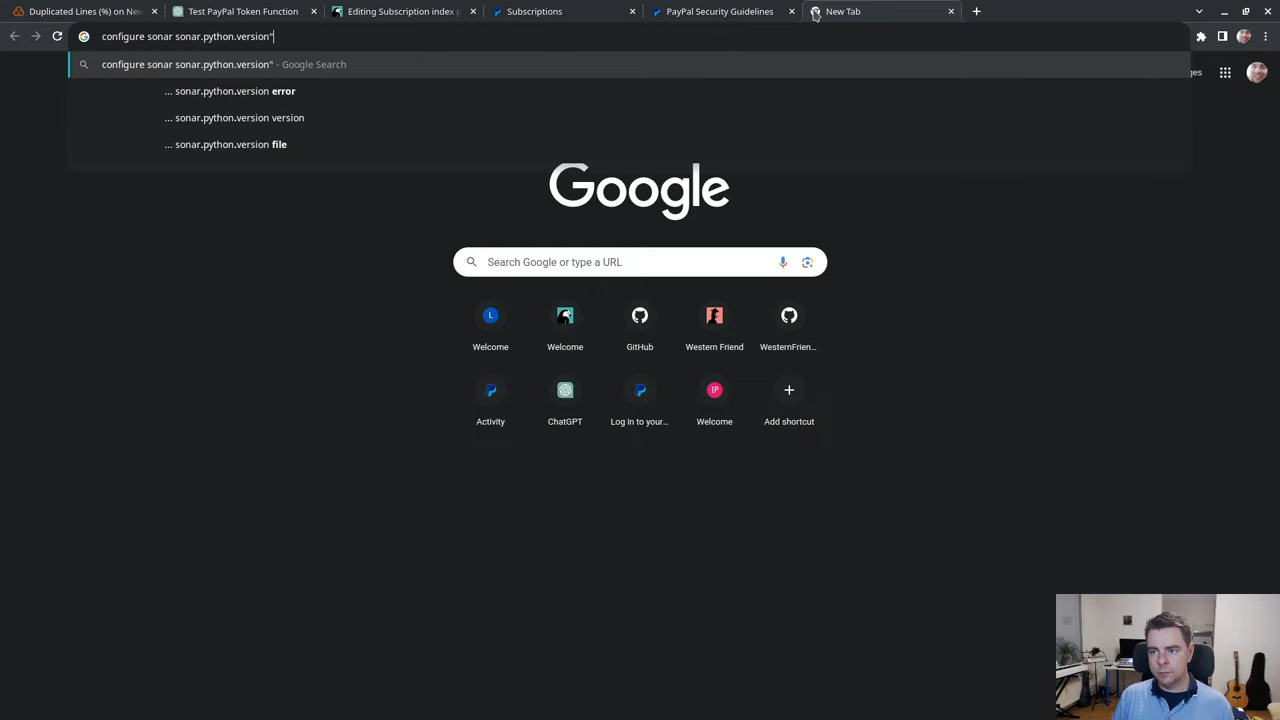 Duplicated Lines (%) on Nev
Test PayPal Token Function
Editing Subscription index p
Subscriptions
PayPal Security Guidelines
New Tab
configure sonar sonar.python.version"
configure sonar sonar.python.version" - Google Search
... sonar.python.version error
... sonar.python.version version
... sonar.python.version file
ges
Google
Search Google or type a URL
L
Welcome
Welcome
GitHub
Western Friend
WesternFrien...
Activity
ChatGPT
Log in to your...
IP
Welcome
Add shortcut